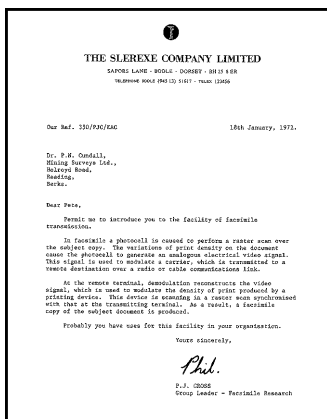 THE SLEREXE COMPANY LIMITED
SAPORS LANE - BOOLE - DORSET - BH 25 8 ER
TELEPHONE BOOLE (945 13) 51617 - TELEX 123456
Our Ref. 350/PJC/EAC 18th January, 1972.
Dr. P.N. Cundall,
Mining Surveys Ltd.,
Holroyd Road,
Reading,
Berks.
Dear Pete,
Permit me to introduce you to the facility of facsimile
transmission.
In facsimile a photocell is caused to perform a raster scan over
the subject copy. The variations of print density on the document
cause the photocell to generate an analogous electrical video signal.
This signal is used to modulate a carrier, which is transmitted to a
remote destination over a radio or cable communications link.
At the remote terminal, demodulation reconstructs the video
signal, which is used to modulate the density of print produced by a
printing device. This device is scanning in a raster scan synchronised
with that at the transmitting terminal. As a result, a facsimile
copy of the subject document is produced.
Probably you have uses for this facility in your organisation.
Yours sincerely,
Phil.
P.J. CROSS
Group Leader - Facsimile Research